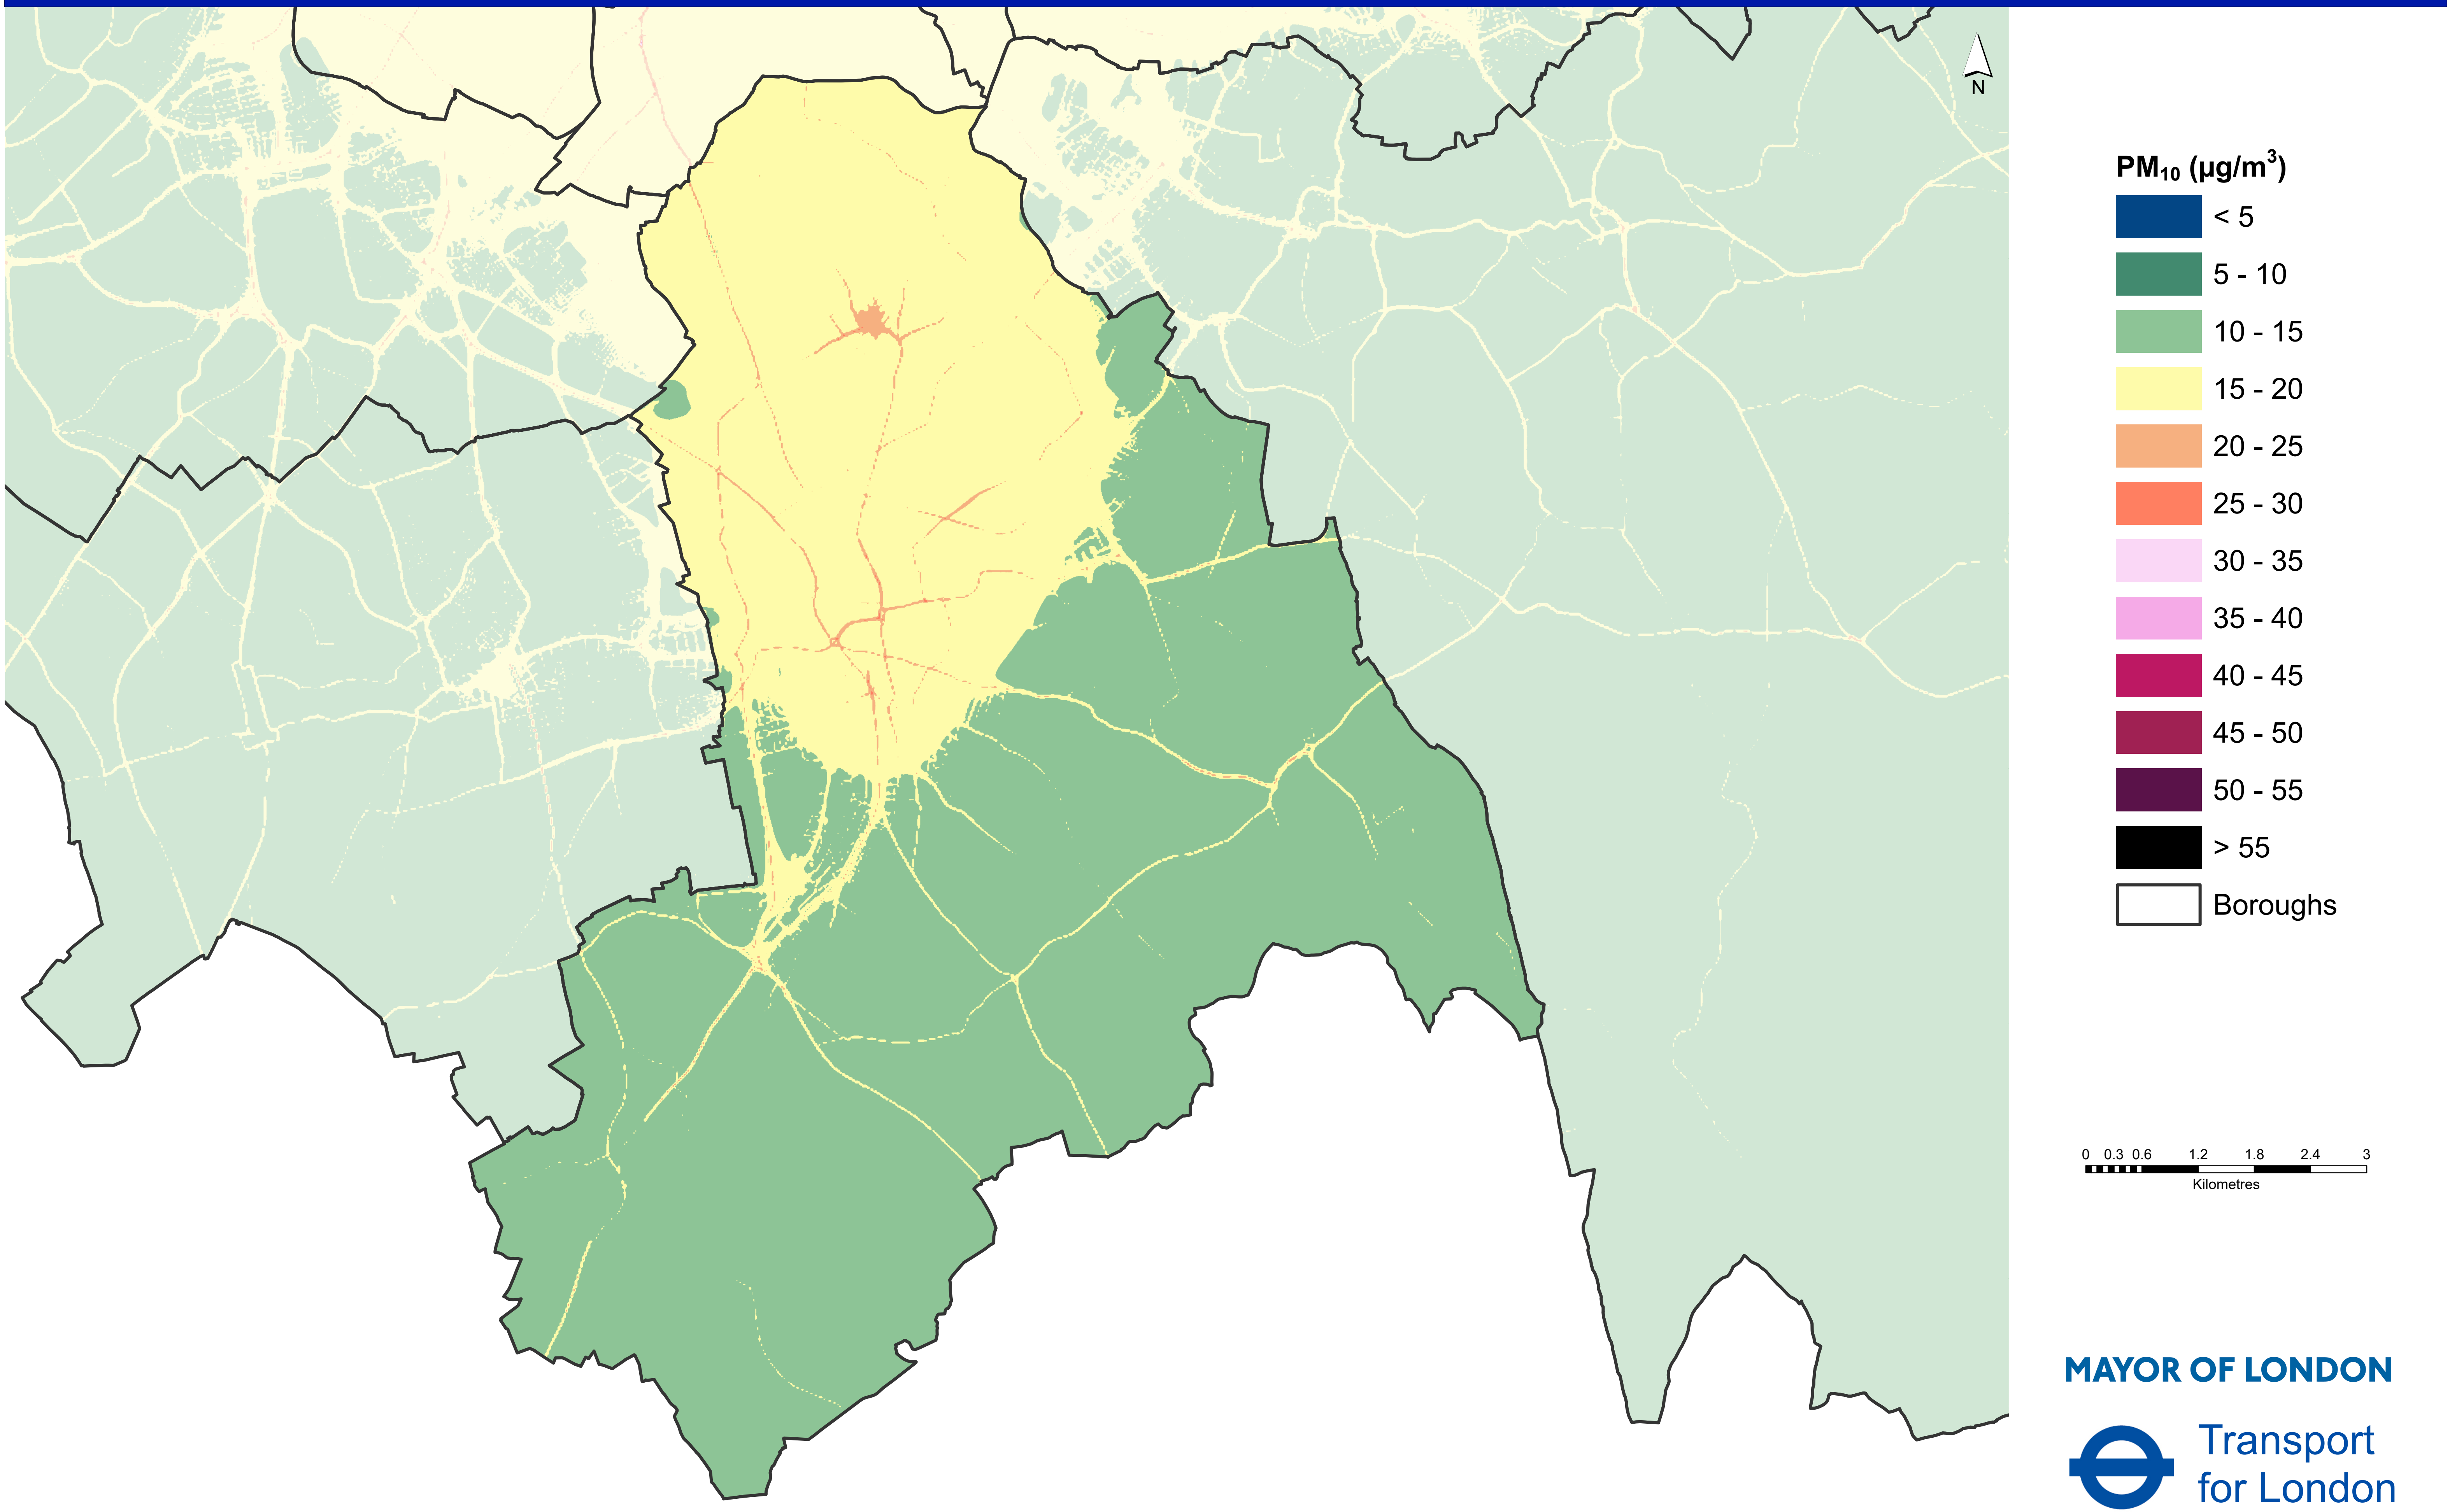 N
PM₁₀ (µg/m³)
< 5
5 - 10
10 - 15
15 - 20
20 - 25
25 - 30
30 - 35
35 - 40
40 - 45
45 - 50
50 - 55
> 55
Boroughs
0 0.3 0.6 1.2 1.8 2.4 3
Kilometres
MAYOR OF LONDON
Transport
for London